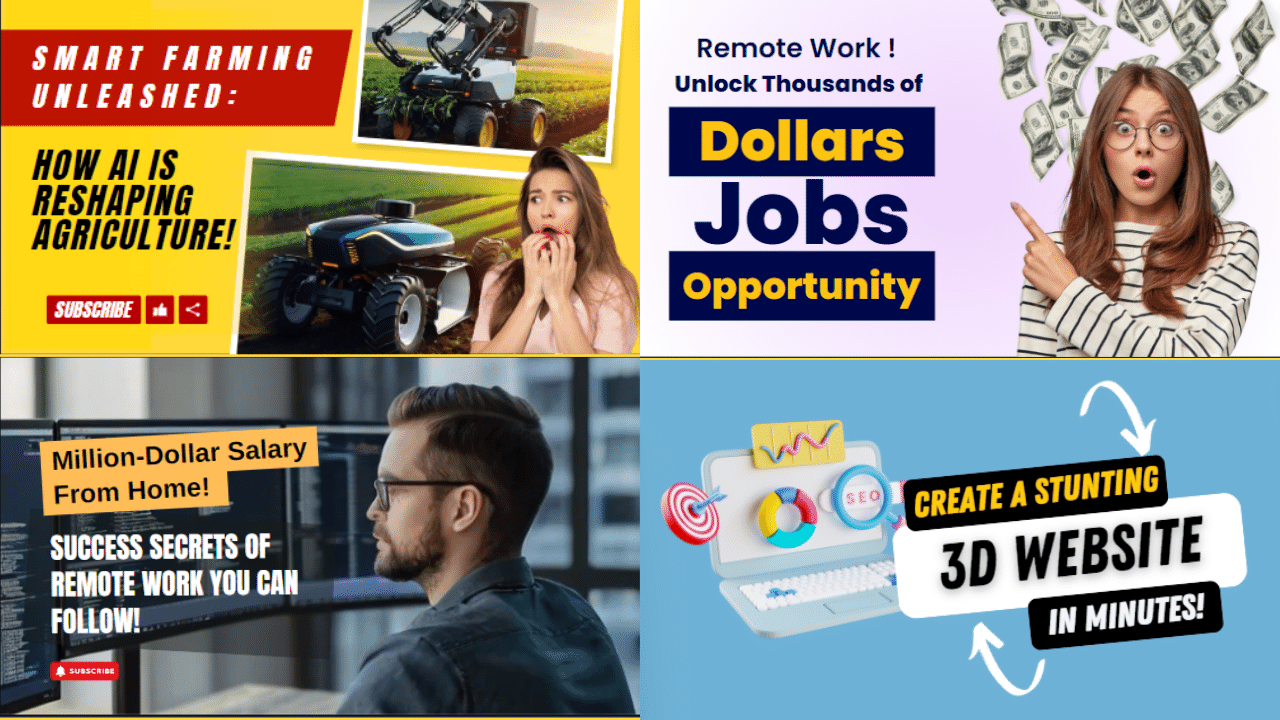 SMART FARMING
UNLEASHED:
HOW AI IS
RESHAPING
AGRICULTURE!
SUBSCRIBE
Remote Work !
Unlock Thousands of
Dollars
Jobs
Opportunity
Million-Dollar Salary
From Home!
SUCCESS SECRETS OF
REMOTE WORK YOU CAN
FOLLOW!
SUBSCRIBE
SEO
CREATE A STUNTING
3D WEBSITE
IN MINUTES!